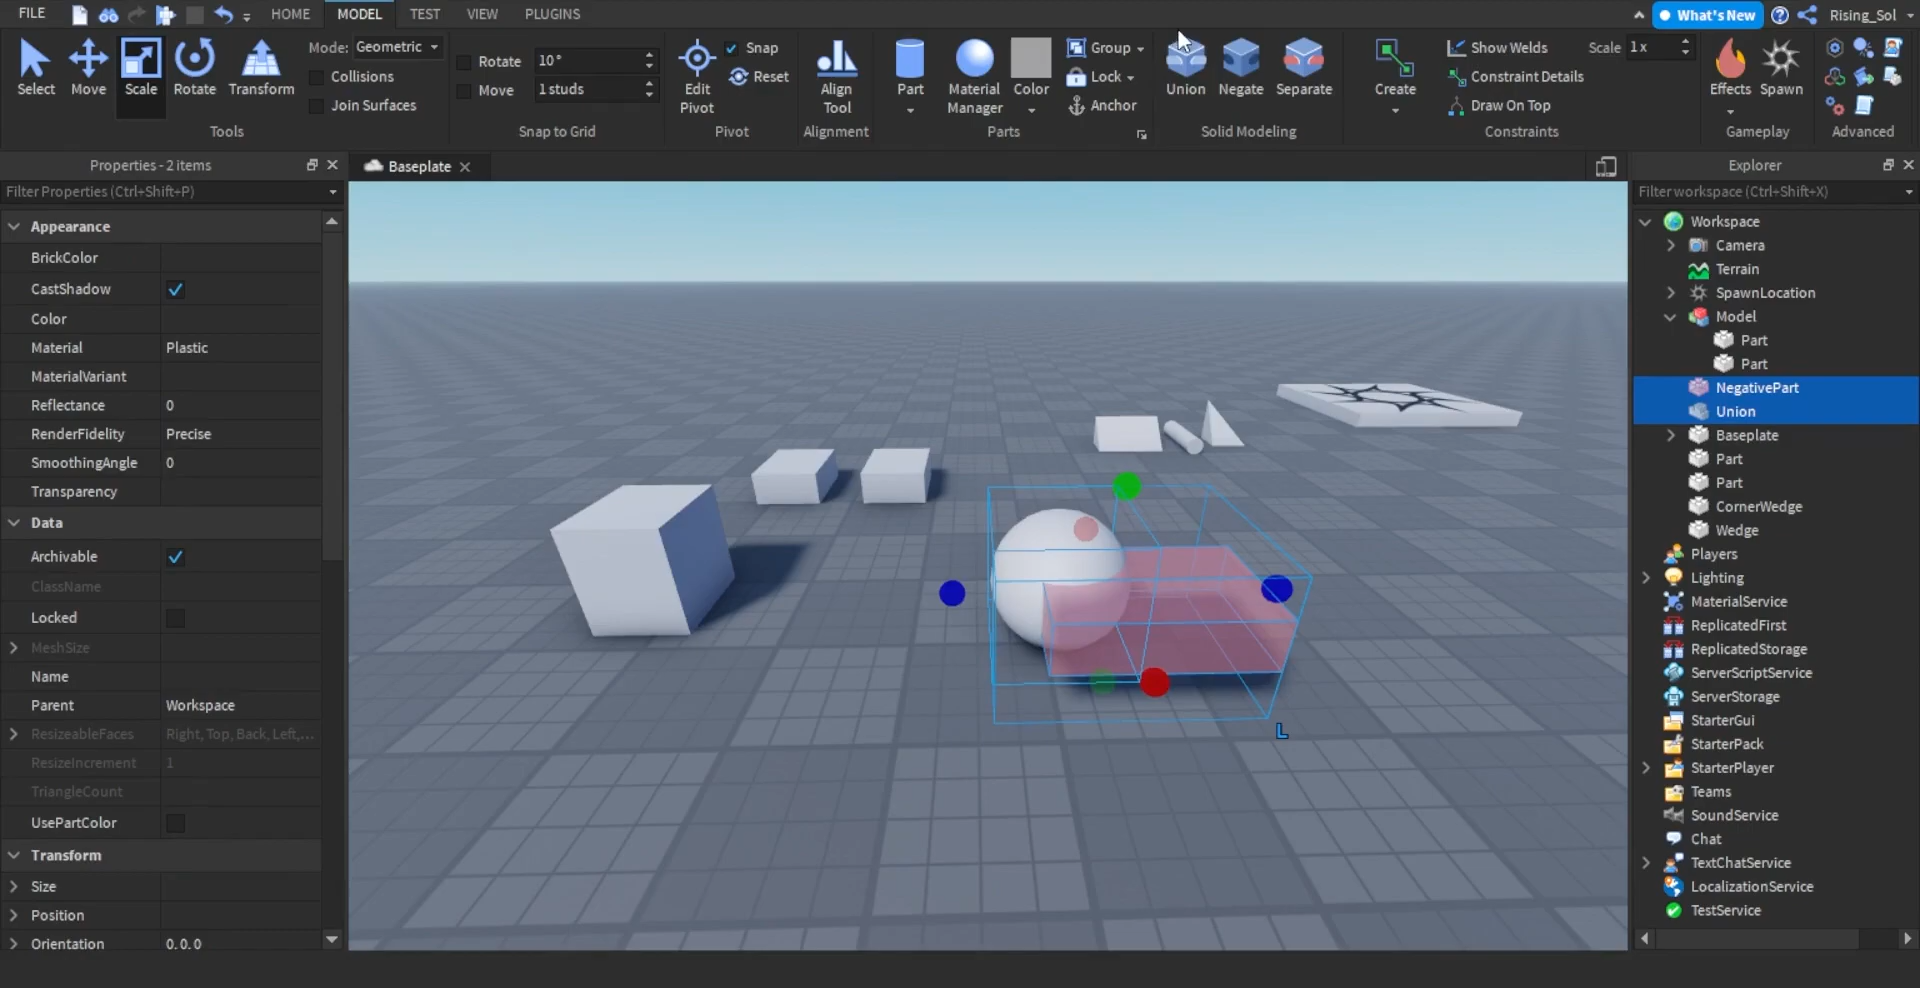 FILE
HOME
MODEL
TEST
VIEW
PLUGINS
What's New
Rising_Sol
Select
Move
Scale
Rotate
Transform
Tools
Mode: Geometric
Collisions
Join Surfaces
Rotate 10°
Move 1 studs
Snap to Grid
Edit
Pivot
Snap
Reset
Pivot
Align
Tool
Alignment
Part
Material
Manager
Color
Group
Lock
Anchor
Parts
Union
Negate
Separate
Solid Modeling
Create
Show Welds
Constraint Details
Draw On Top
Scale 1x
Constraints
Effects
Spawn
Gameplay
Advanced
Properties - 2 items
Filter Properties (Ctrl+Shift+P)
Appearance
BrickColor
CastShadow
Color
Material Plastic
MaterialVariant
Reflectance 0
RenderFidelity Precise
SmoothingAngle 0
Transparency
Data
Archivable
ClassName
Locked
MeshSize
Name
Parent Workspace
ResizeableFaces Right, Top, Back, Left,...
ResizeIncrement 1
TriangleCount
UsePartColor
Transform
Size
Position
Orientation 0, 0, 0
Baseplate
L
Explorer
Filter workspace (Ctrl+Shift+X)
Workspace
Camera
Terrain
SpawnLocation
Model
Part
Part
NegativePart
Union
Baseplate
Part
Part
CornerWedge
Wedge
Players
Lighting
MaterialService
ReplicatedFirst
ReplicatedStorage
ServerScriptService
ServerStorage
StarterGui
StarterPack
StarterPlayer
Teams
SoundService
Chat
TextChatService
LocalizationService
TestService